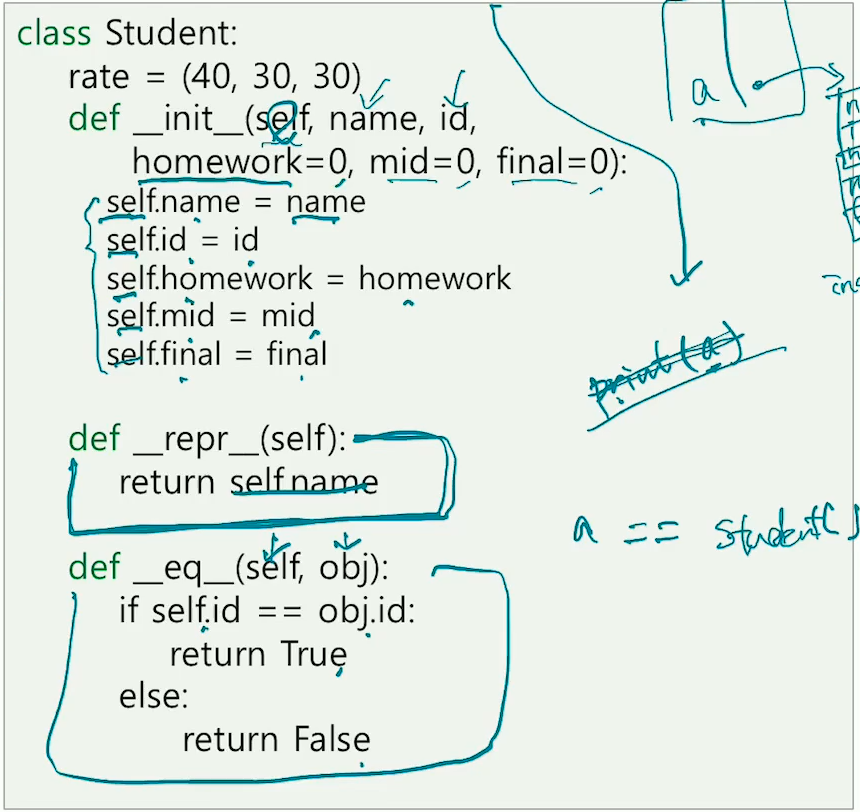 class Student:
rate = (40, 30, 30)
def __init__(self, name, id,
homework=0, mid=0, final=0):
self.name = name
self.id = id
self.homework = homework
self.mid = mid
self.final = final
def __repr__(self):
return self.name
def __eq__(self, obj):
if self.id == obj.id:
return True
else:
return False
a
print(a)
a == Student(